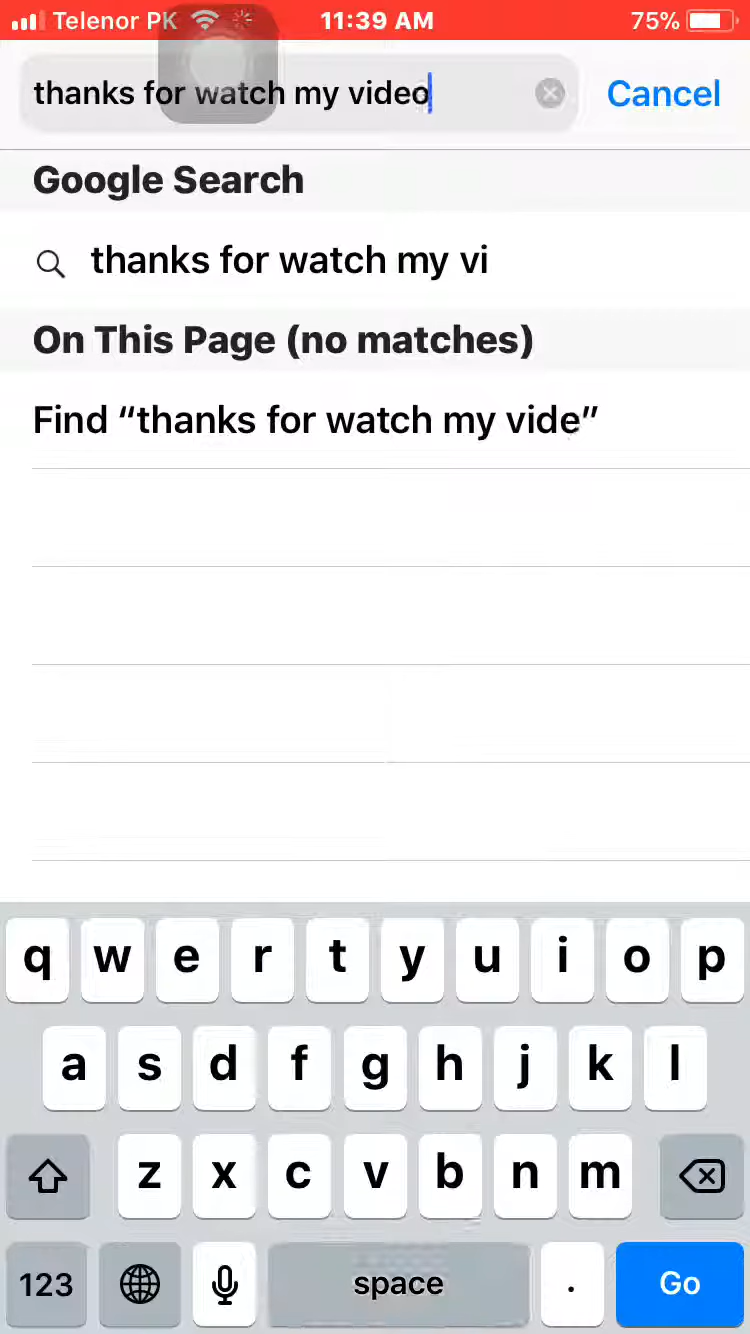 Telenor PK 11:39 AM 75%
thanks for watch my video Cancel
Google Search
thanks for watch my vi
On This Page (no matches)
Find “thanks for watch my vide”
q w e r t y u i o p
a s d f g h j k l
z x c v b n m
123 space . Go